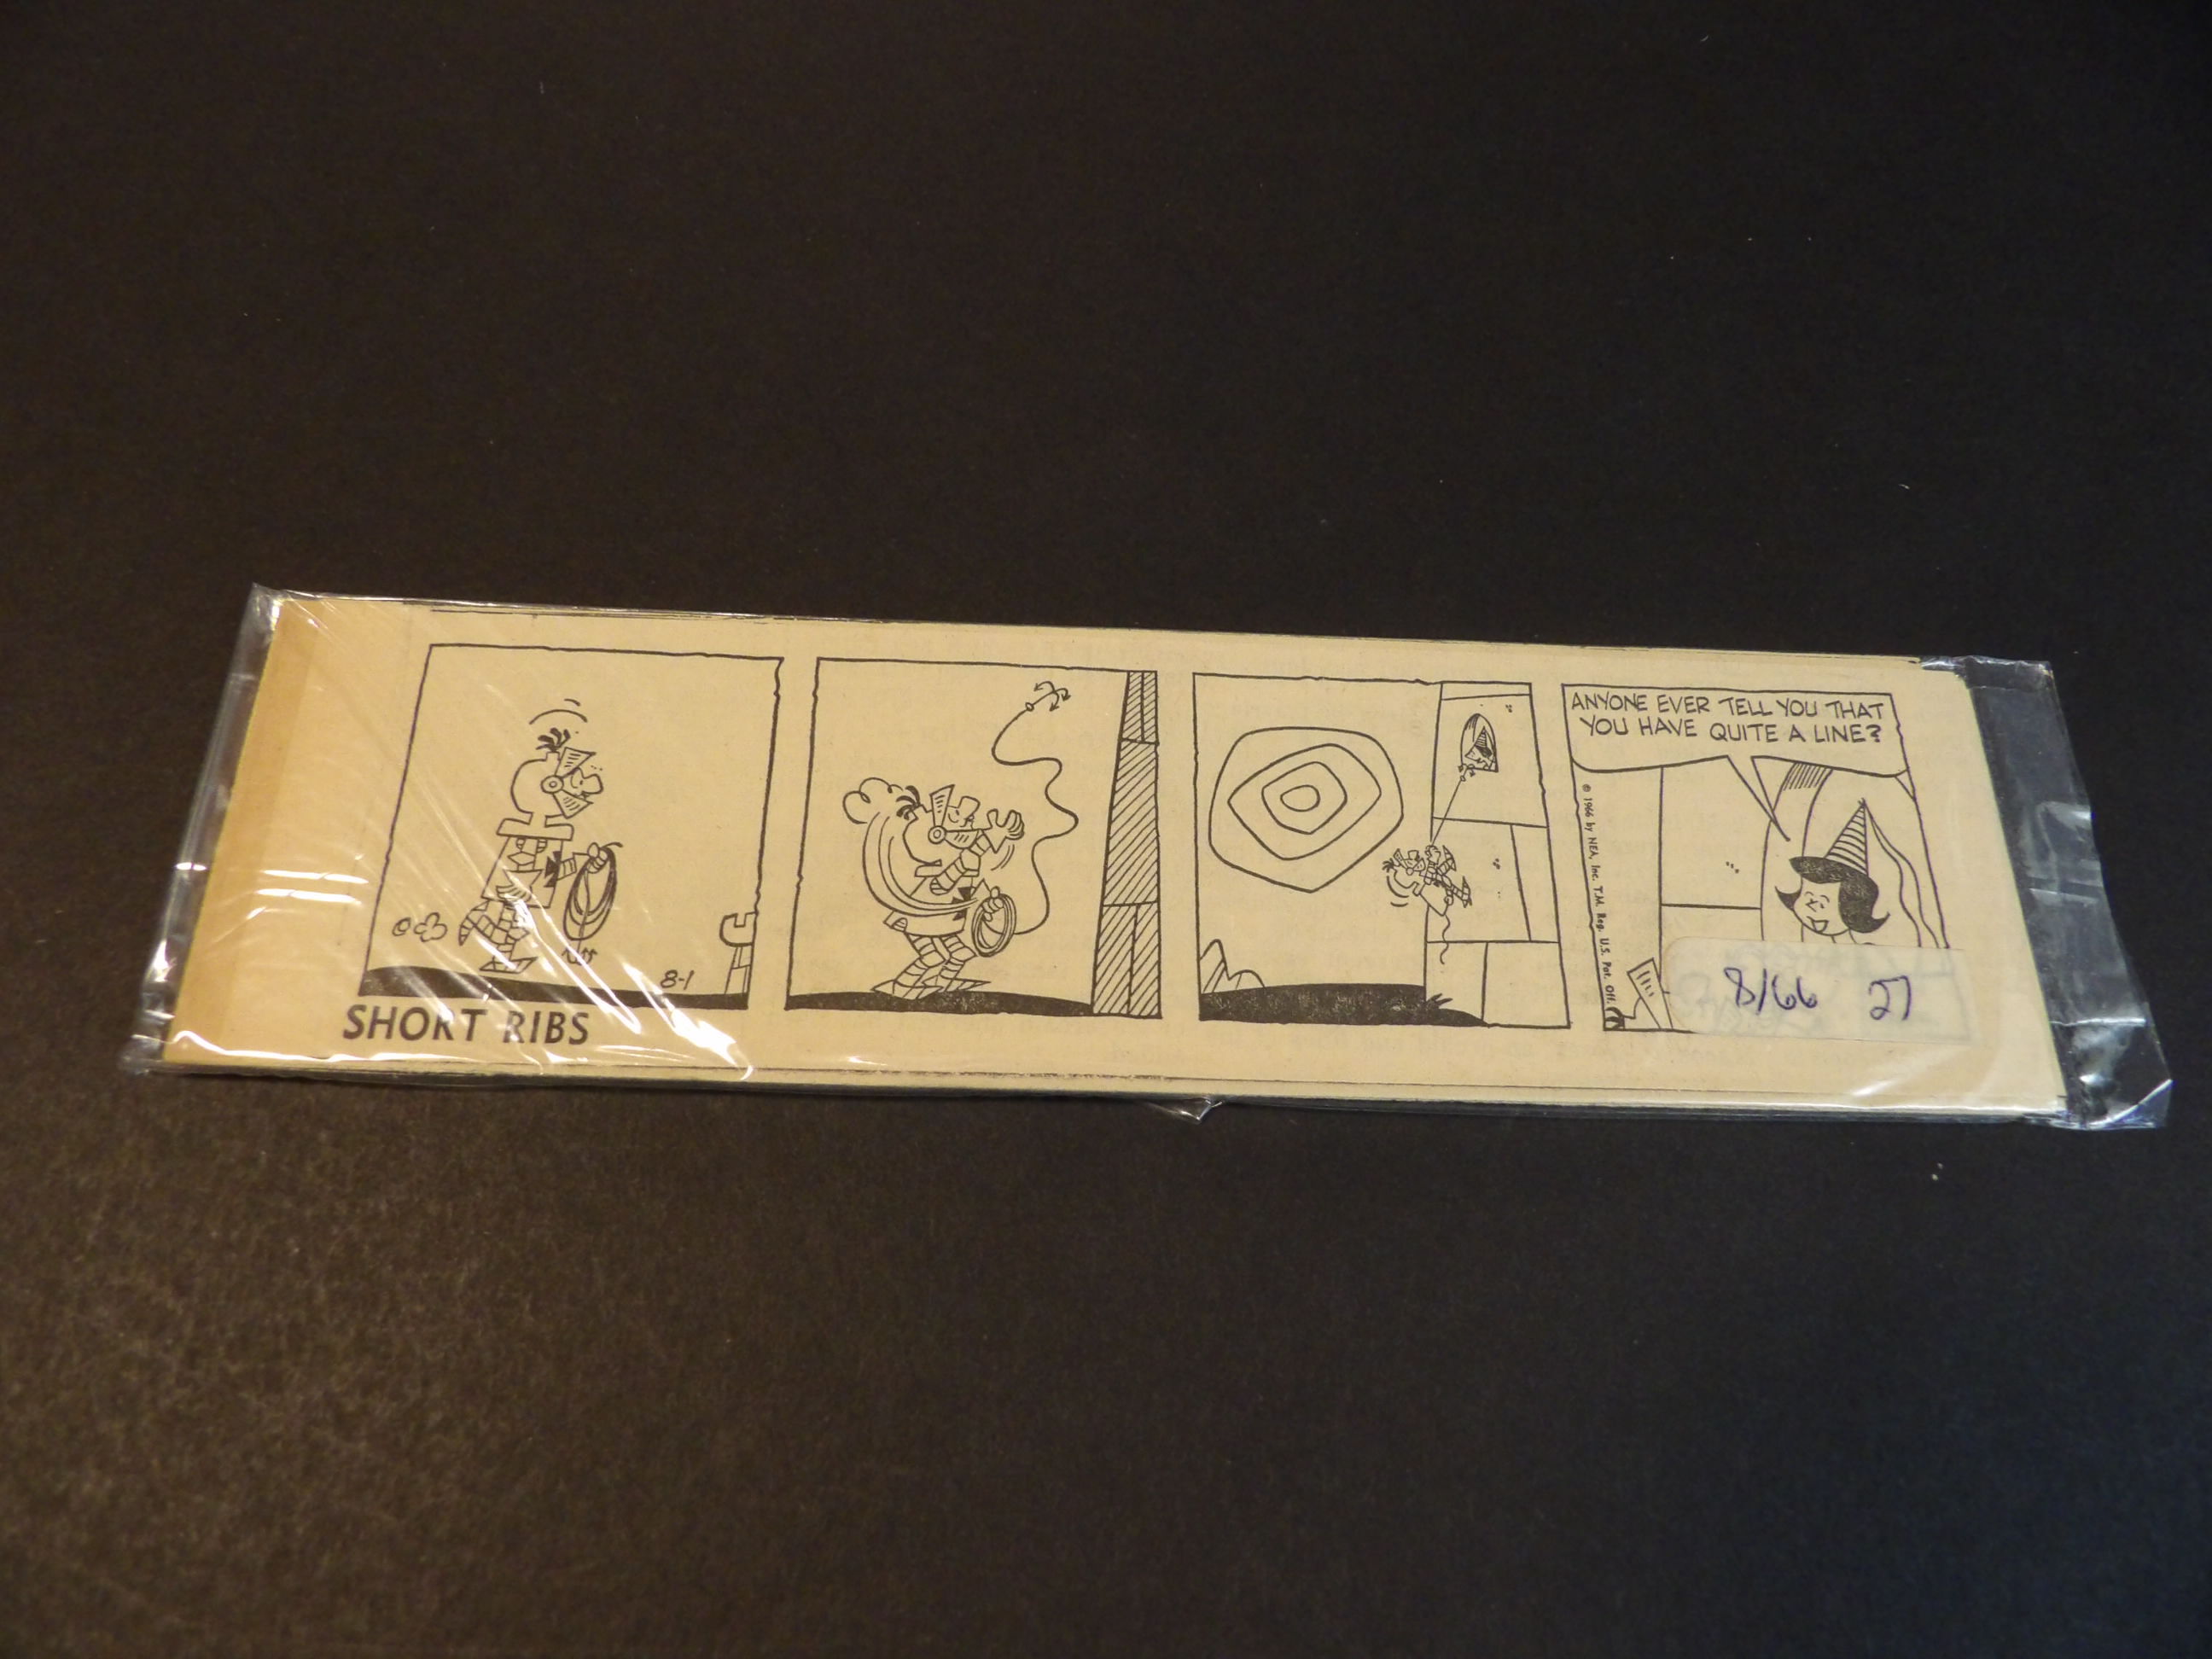 ANYONE EVER TELL YOU THAT
YOU HAVE QUITE A LINE?
© 1966 by NEA, Inc. T.M. Reg. U.S. Pat. Off.
8-1
SHORT RIBS
8/66 27